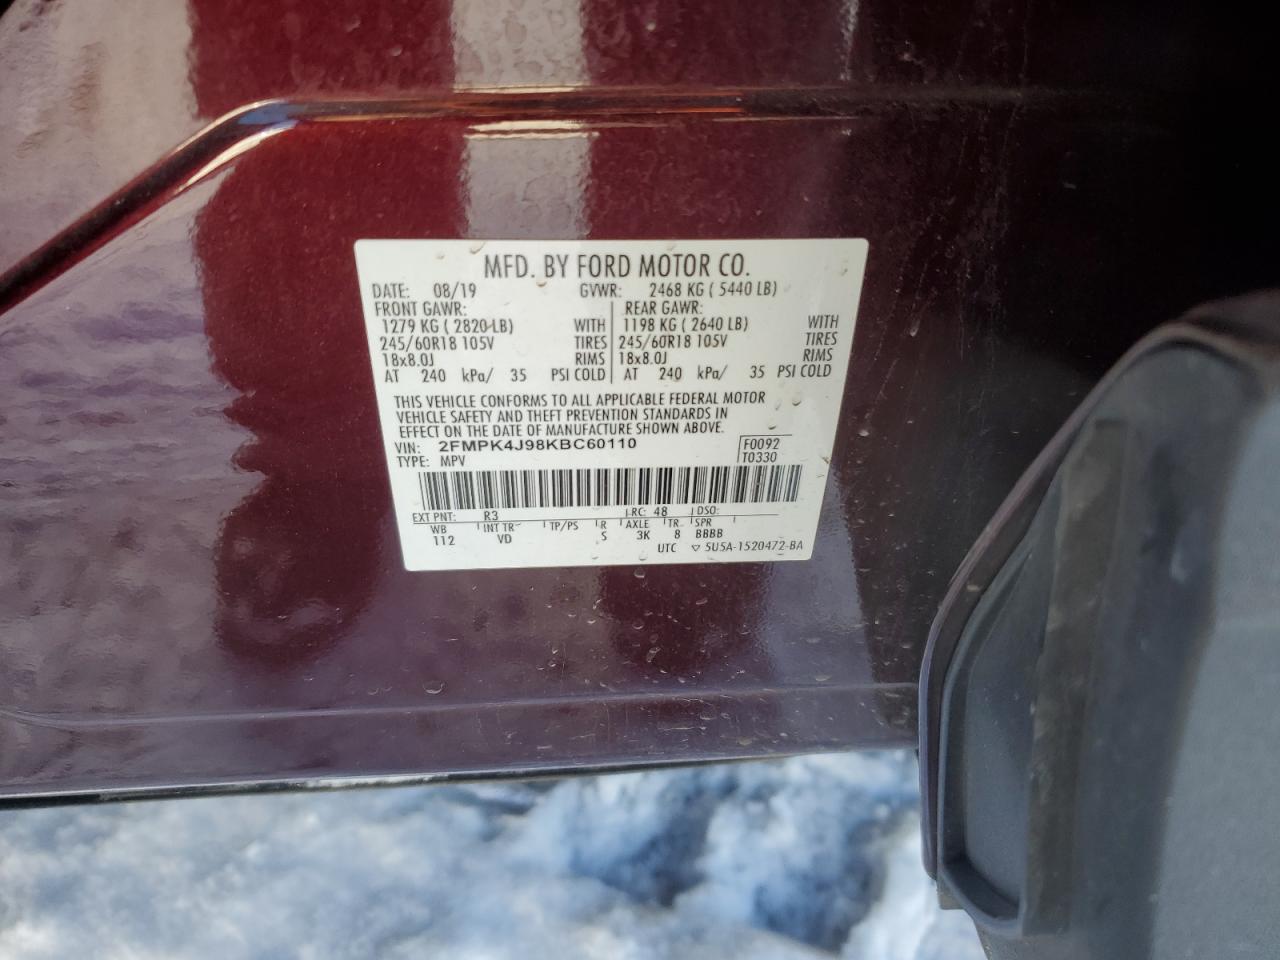 MFD. BY FORD MOTOR CO.
DATE: 08/19 GVWR: 2468 KG ( 5440 LB)
FRONT GAWR: REAR GAWR:
1279 KG ( 2820 LB) WITH 1198 KG ( 2640 LB) WITH
245/60R18 105V TIRES 245/60R18 105V TIRES
18x8.0J RIMS 18x8.0J RIMS
AT 240 kPa/ 35 PSI COLD AT 240 kPa/ 35 PSI COLD
THIS VEHICLE CONFORMS TO ALL APPLICABLE FEDERAL MOTOR
VEHICLE SAFETY AND THEFT PREVENTION STANDARDS IN
EFFECT ON THE DATE OF MANUFACTURE SHOWN ABOVE.
VIN: 2FMPK4J98KBC60110 F0092
TYPE: MPV T0330
EXT PNT: R3 RC: 48 DSO:
WB INT TR TP/PS R AXLE TR SPR
112 VD S 3K 8 BBBB
UTC ▽ 5U5A-1520472-BA